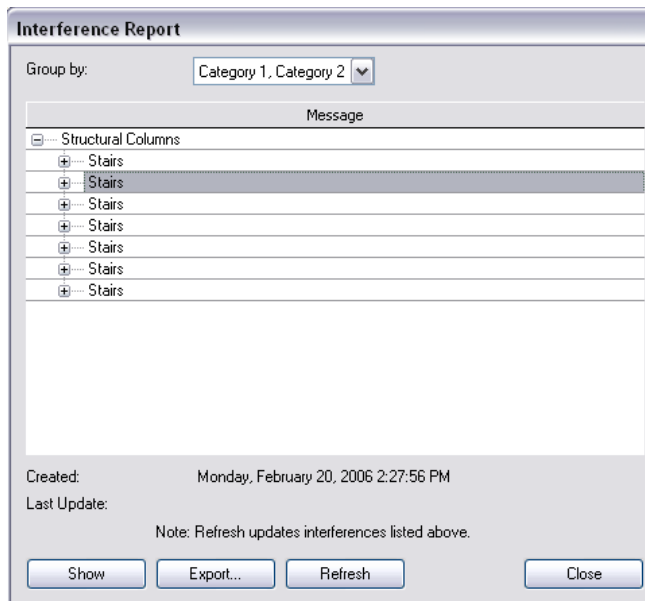 Interference Report
Group by: Category 1, Category 2
Message
Structural Columns
Stairs
Stairs
Stairs
Stairs
Stairs
Stairs
Stairs
Created: Monday, February 20, 2006 2:27:56 PM
Last Update:
Note: Refresh updates interferences listed above.
Show Export... Refresh Close